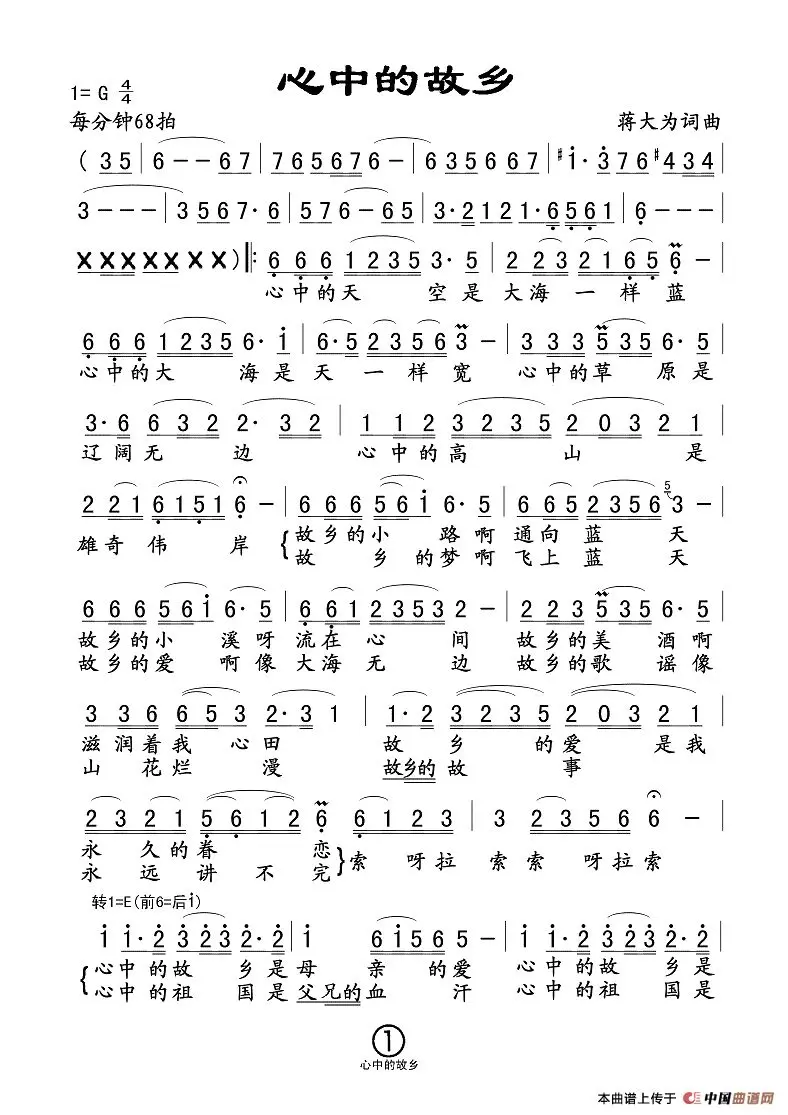 心中的故乡
1= G 4/4
每分钟68拍 蒋大为词曲
( 3 5 | 6 - - 6 7 | 7 6 5 6 7 6 - | 6 3 5 6 6 7 | #1· 3 7 6 #4 3 4 |
3 - - - | 3 5 6 7· 6 | 5 7 6 - 6 5 | 3· 2 1 2 1· 6 5 6 1 | 6 - - - |
X X X X X X X X ) |: 6 6 6 1 2 3 5 3· 5 | 2 2 3 2 1 6 5 6 - |
心中的天 空是大海一样蓝
6 6 6 1 2 3 5 6· 1 | 6· 5 2 3 5 6 3 - | 3 3 3 5 3 5 6· 5 |
心中的大 海是天一样宽 心中的草 原是
3· 6 6 3 2 2· 3 2 | 1 1 2 3 2 3 5 2 0 3 2 1 |
辽阔无 边 心中的高 山 是
2 2 1 6 1 5 1 6 - | 6 6 6 5 6 1 6· 5 | 6 6 5 2 3 5 6 5 3 - |
雄奇伟 岸 故乡的小 路啊通向蓝 天
故 乡 的梦啊飞上蓝 天
6 6 6 5 6 1 6· 5 | 6 6 1 2 3 5 3 2 - | 2 2 3 5 3 5 6· 5 |
故乡的小 溪呀流在心 间 故乡的美 酒啊
故乡的爱 啊像大海无 边 故乡的歌 谣像
3 3 6 6 5 3 2· 3 1 | 1· 2 3 2 3 5 2 0 3 2 1 |
滋润着我 心田 故 乡 的爱 是我
山 花烂 漫 故乡的故 事
2 3 2 1 5 6 1 2 6 | 6 1 2 3 | 3 2 3 5 6 6 - |
永 久的眷 恋 索 呀拉 索索 呀拉索
永 远讲 不 完
转1=E(前6=后1)
1 1· 2 3 2 3 2· 2 | 1 6 1 5 6 5 - | 1 1· 2 3 2 3 2· 2 |
心中的故 乡是母 亲 的爱 心中的故 乡是
心中的祖 国是父兄的血 汗 心中的祖 国是
1
心中的故乡
本曲谱上传于 中国曲谱网